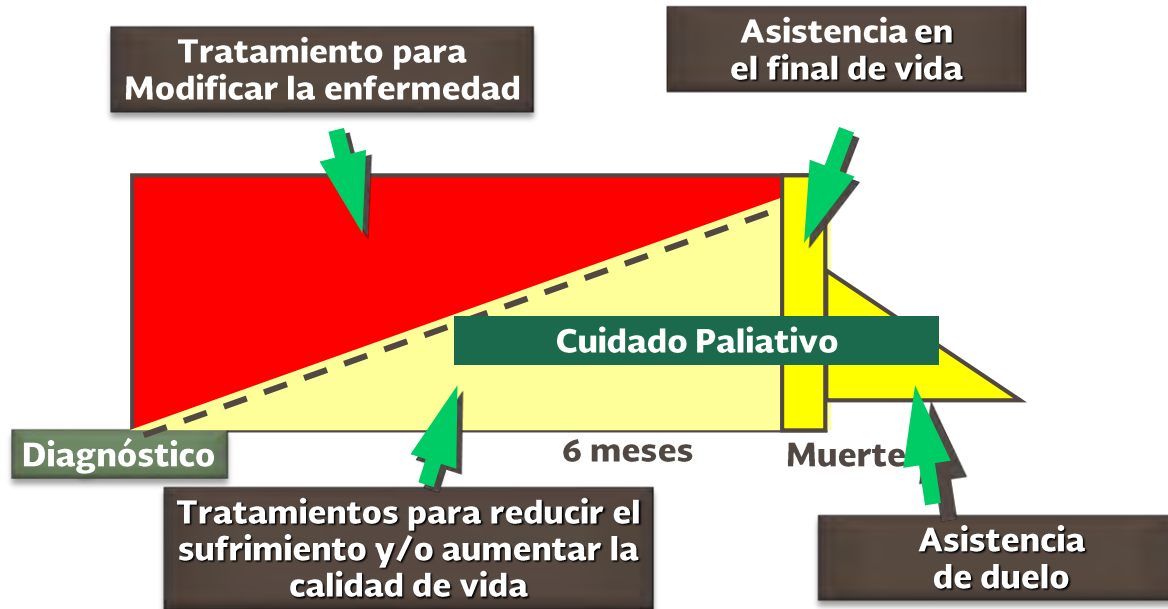 Tratamiento para
Modificar la enfermedad
Asistencia en
el final de vida
Cuidado Paliativo
Diagnóstico
6 meses
Muerte
Tratamientos para reducir el
sufrimiento y/o aumentar la
calidad de vida
Asistencia
de duelo